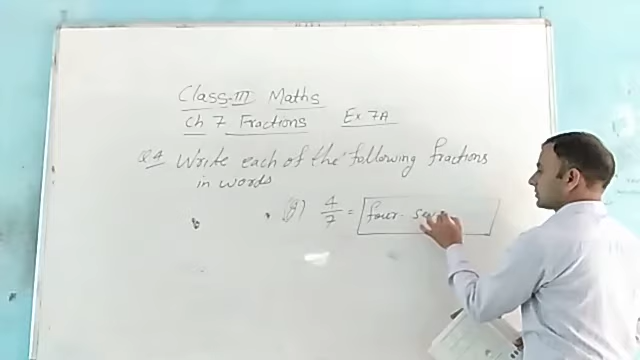 Class-III Maths
Ch 7 Fractions Ex 7A
Q4 Write each of the following fractions
in words
4/7 = four